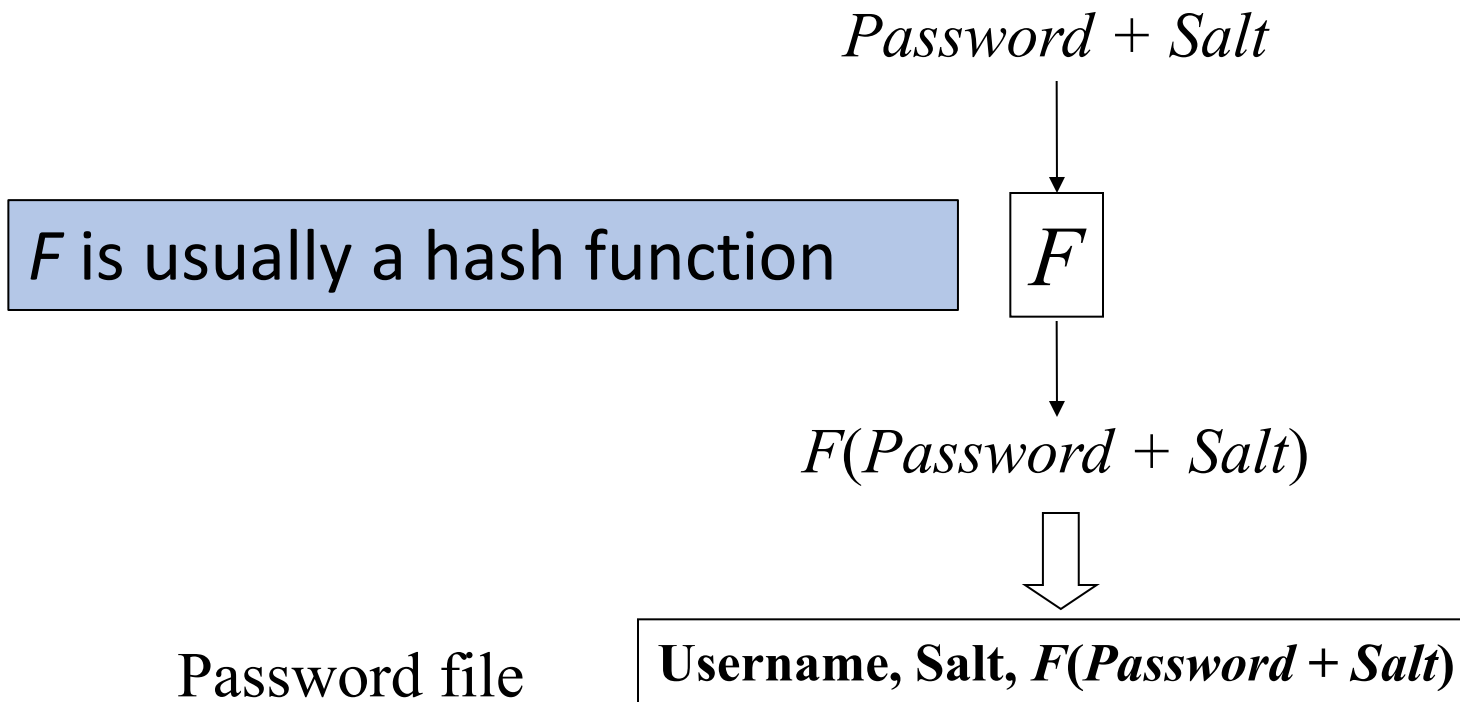 Password + Salt
F is usually a hash function
F
F(Password + Salt)
Password file
Username, Salt, F(Password + Salt)